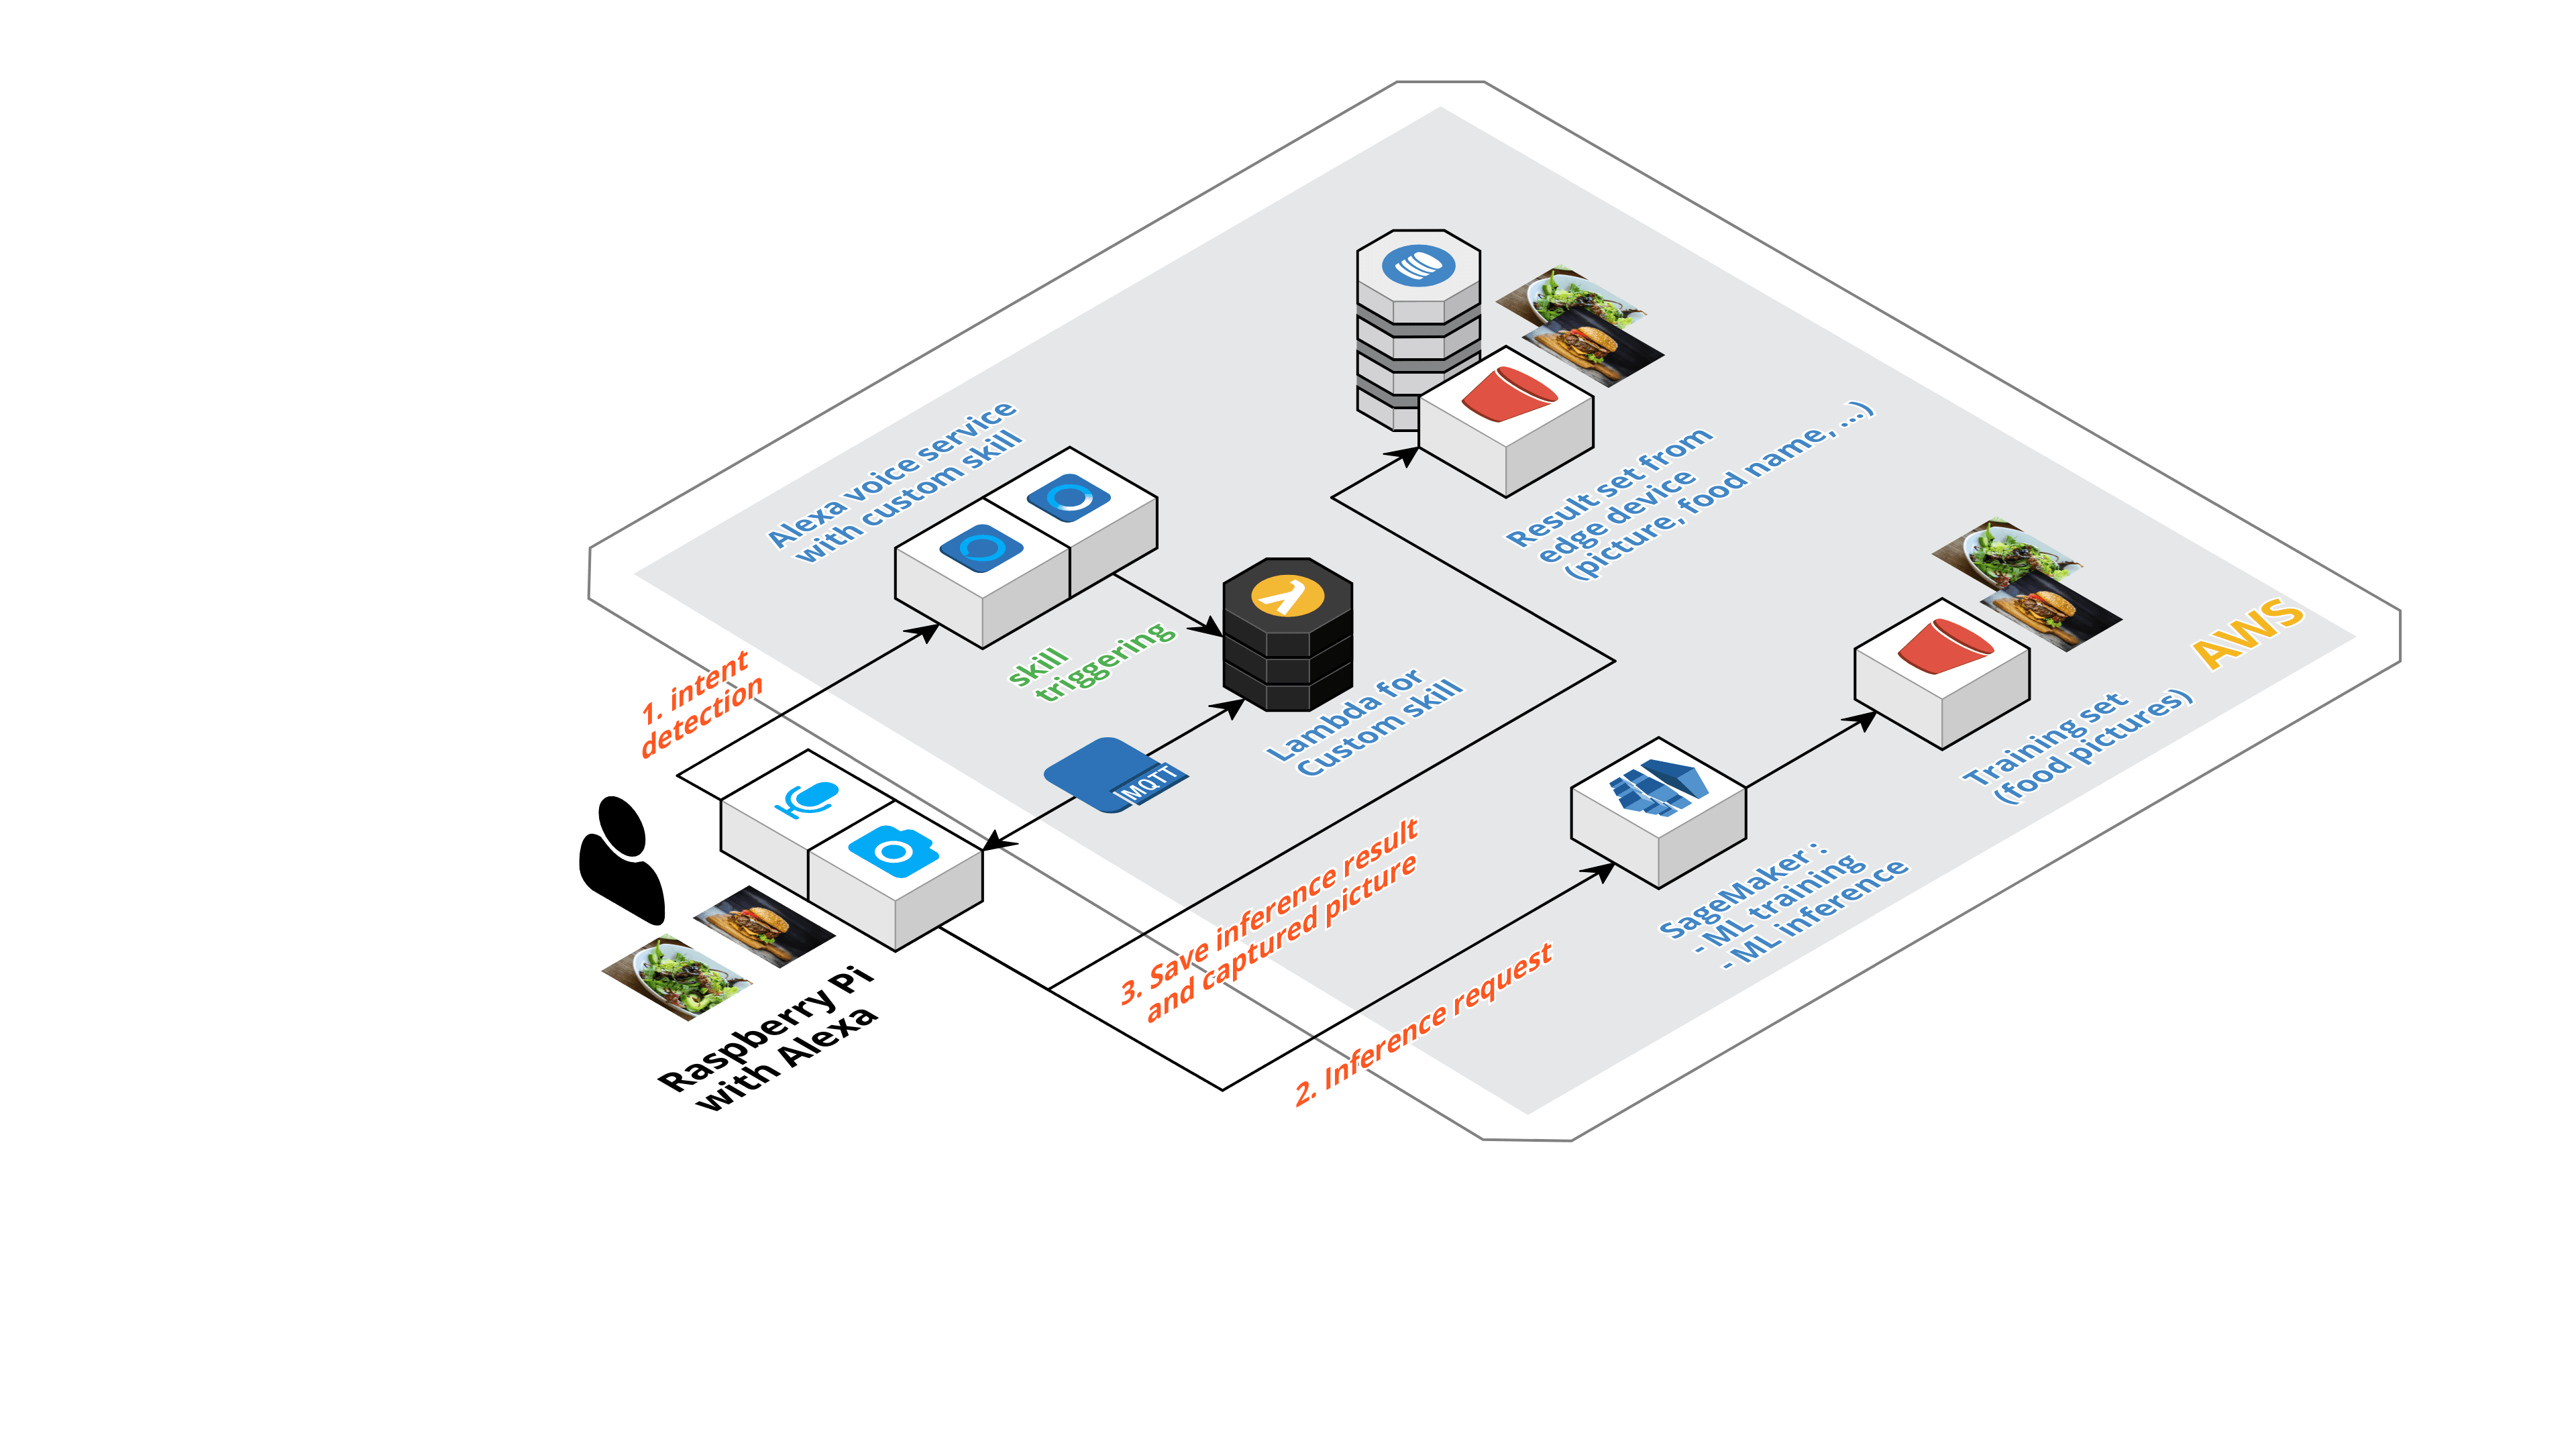 Alexa voice service
with custom skill
Result set from
edge device
(picture, food name, ...)
AWS
1. intent
detection
skill
triggering
Lambda for
Custom skill
MQTT
Training set
(food pictures)
3. Save inference result
and captured picture
SageMaker :
- ML training
- ML inference
2. Inference request
Raspberry Pi
with Alexa